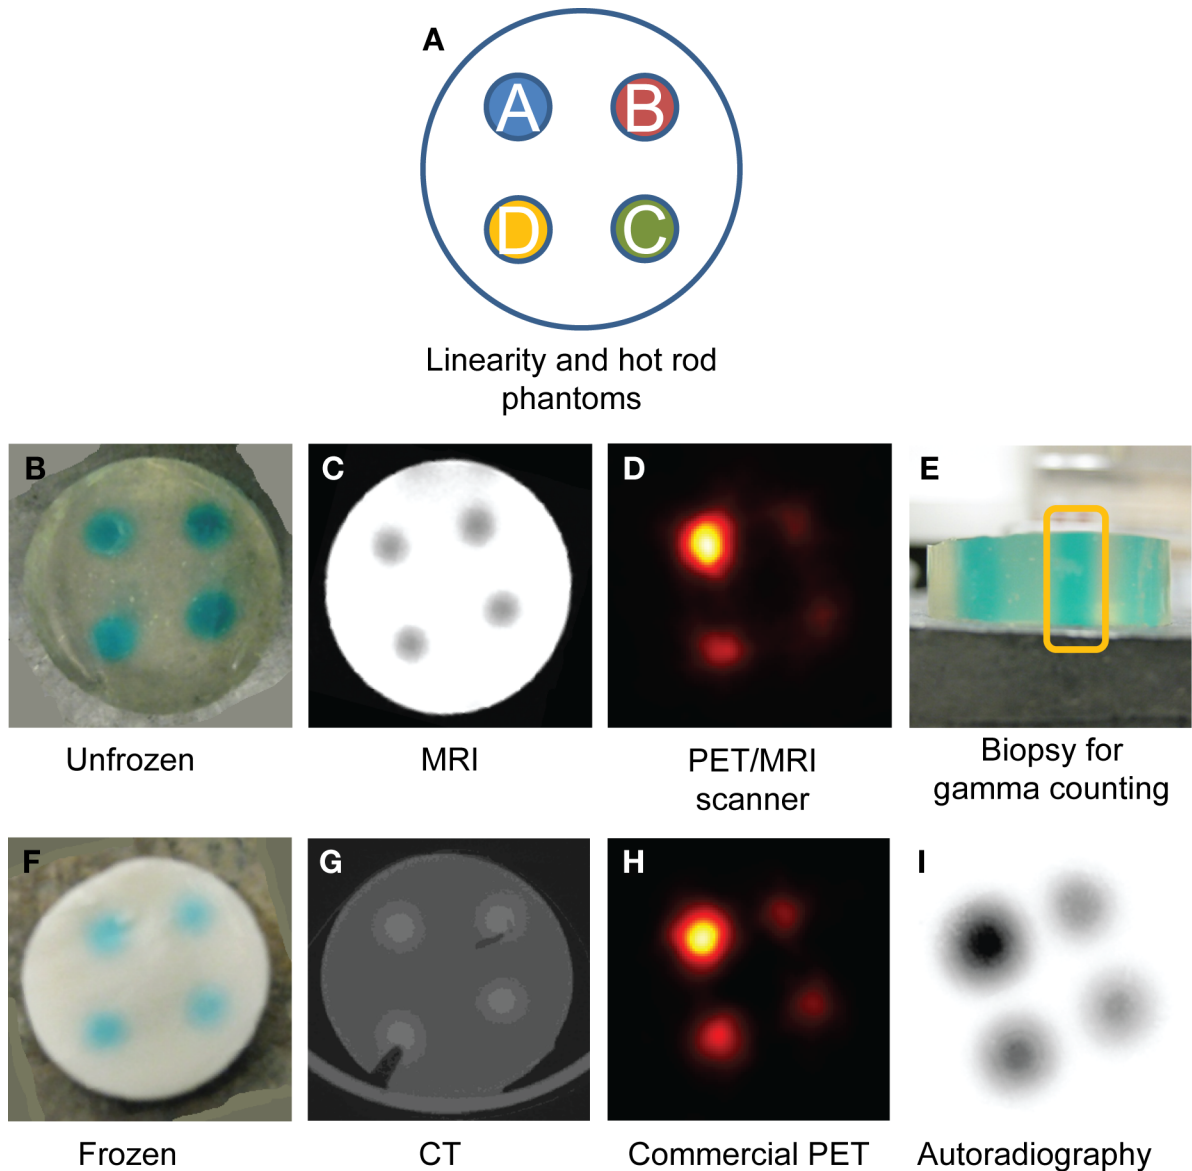 A
A B
D C
Linearity and hot rod
phantoms
B C D E
Unfrozen
MRI
PET/MRI
scanner
Biopsy for
gamma counting
F G H I
Frozen
CT
Commercial PET
Autoradiography